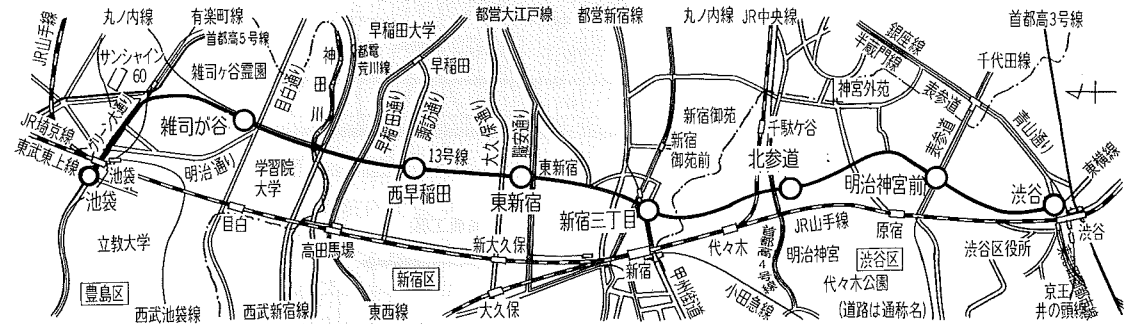 丸ノ内線
有楽町線
都営大江戸線
都営新宿線
丸ノ内線
JR中央線
首都高3号線
JR山手線
サンシャイン
60
首都高5号線
雑司ヶ谷霊園
目白通り
神田川
都電
荒川線
早稲田大学
早稲田
早稲田通り
諏訪通り
大久保通り
職安通り
新宿御苑
新宿
御苑前
千駄ケ谷
神宮外苑
銀座線
半蔵門線
表参道
千代田線
青山通り
東横線
グリーン大通り
雑司が谷
JR埼京線
東武東上線
池袋
池袋
明治通り
学習院
大学
13号線
西早稲田
東新宿
東新宿
新宿三丁目
北参道
表参道
明治神宮前
渋谷
目白
立教大学
高田馬場
新大久保
新宿
代々木
首都高4号線
JR山手線
明治神宮
原宿
渋谷区
渋谷区役所
渋谷
豊島区
西武池袋線
西武新宿線
新宿区
東西線
大久保
甲州街道
小田急線
代々木公園
(道路は通称名)
京王
井の頭線